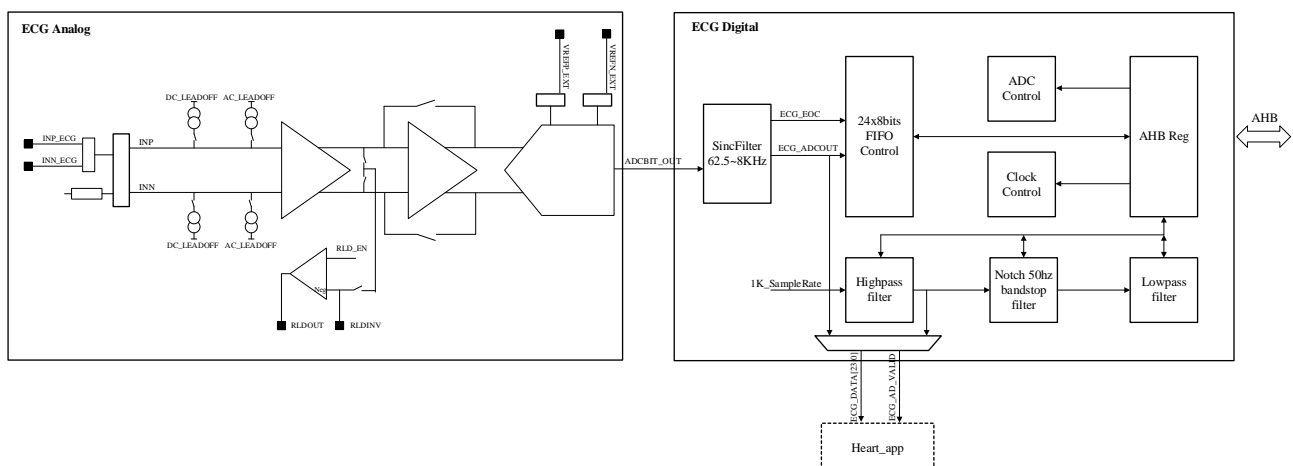 ECG Analog
VREFP_EXT
VREFN_EXT
DC_LEADOFF
AC_LEADOFF
INP_ECG
INN_ECG
INP
INN
DC_LEADOFF
AC_LEADOFF
RLD_EN
Neg
RLDOUT
RLDINV
ADCBIT_OUT
ECG Digital
SincFilter
62.5~8KHz
ECG_EOC
ECG_ADCOUT
24x8bits
FIFO
Control
ADC
Control
Clock
Control
AHB Reg
AHB
1K_SampleRate
Highpass
filter
Notch 50hz
bandstop
filter
Lowpass
filter
ECG_DATA[23:0]
ECG_AD_VALID
Heart_app